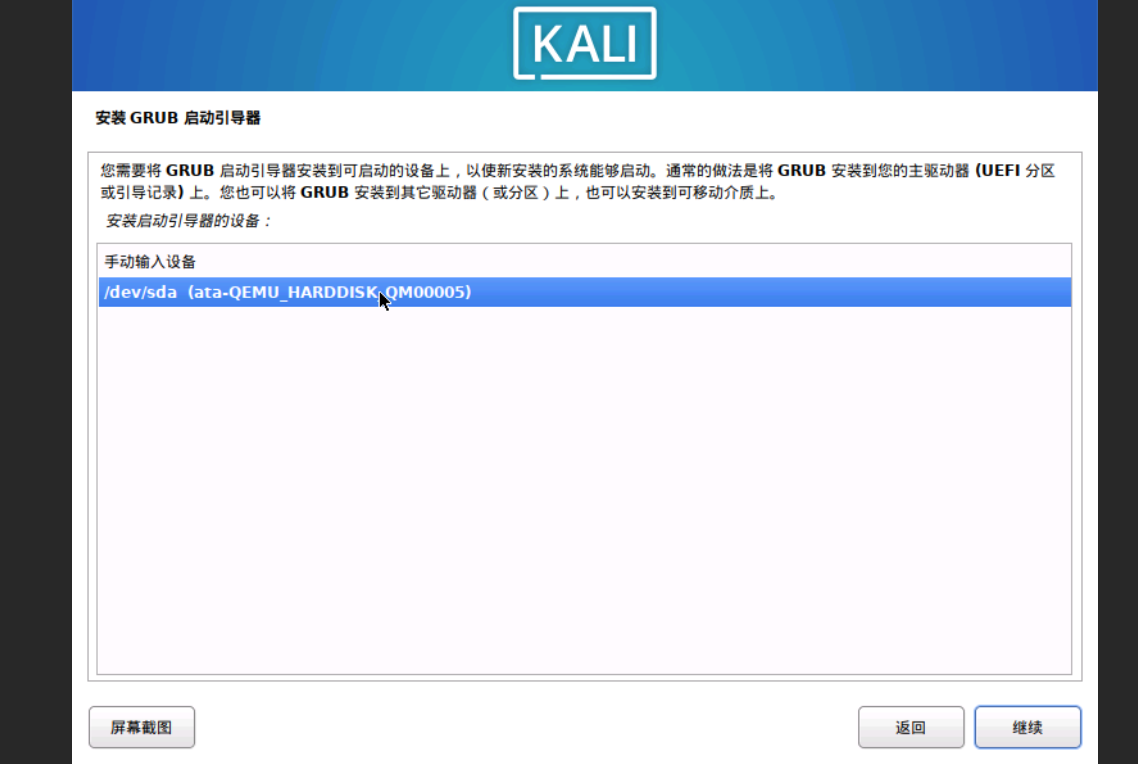 KALI
安装 GRUB 启动引导器
您需要将 GRUB 启动引导器安装到可启动的设备上，以使新安装的系统能够启动。通常的做法是将 GRUB 安装到您的主驱动器 (UEFI 分区
或引导记录) 上。您也可以将 GRUB 安装到其它驱动器（或分区）上，也可以安装到可移动介质上。
安装启动引导器的设备：
手动输入设备
/dev/sda (ata-QEMU_HARDDISK_QM00005)
屏幕截图
返回
继续